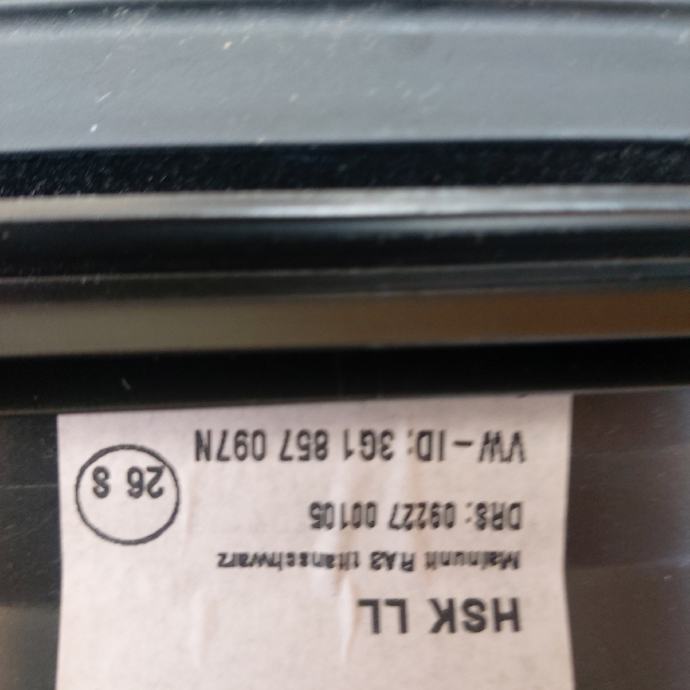 HSK LL
Mainunit RA3 titanschwarz
DRS: 09227 00105
VW-ID: 3G1 857 097N
26 S